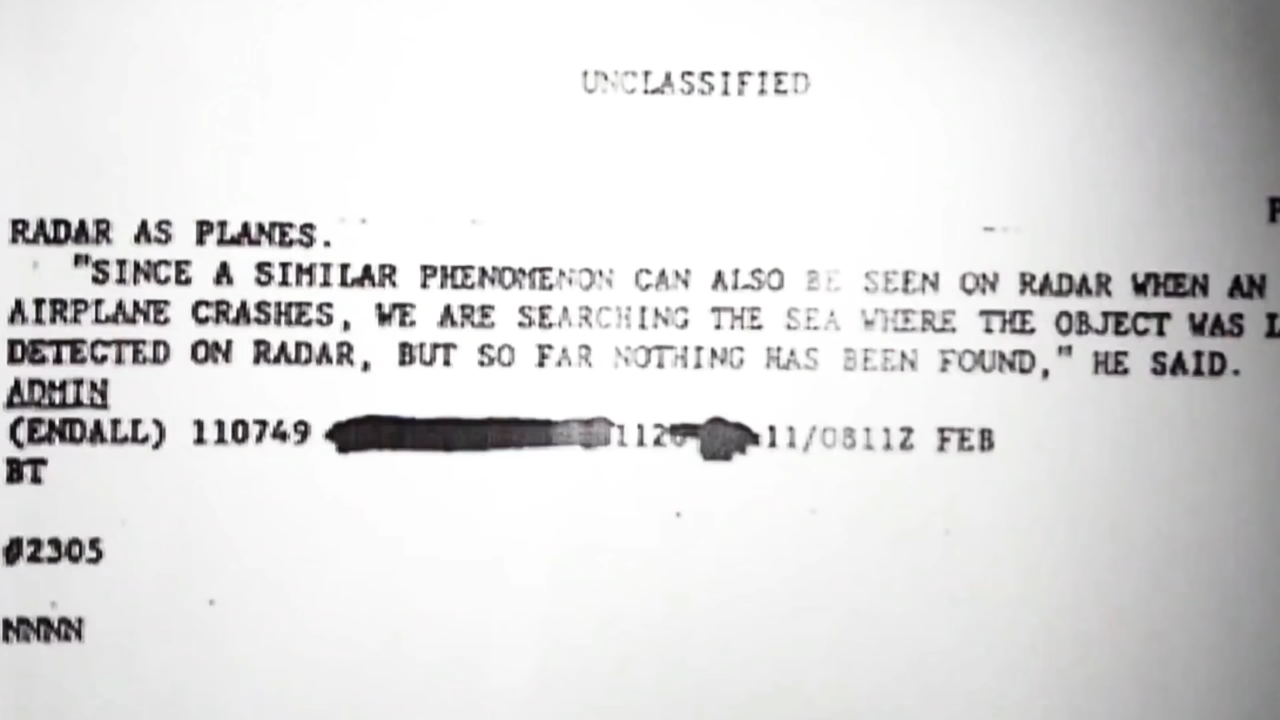 UNCLASSIFIED
RADAR AS PLANES.
"SINCE A SIMILAR PHENOMENON CAN ALSO BE SEEN ON RADAR WHEN AN
AIRPLANE CRASHES, WE ARE SEARCHING THE SEA WHERE THE OBJECT WAS
DETECTED ON RADAR, BUT SO FAR NOTHING HAS BEEN FOUND," HE SAID.
ADMIN
(ENDALL) 110749 11/0811Z FEB
BT
#2305
NNNN